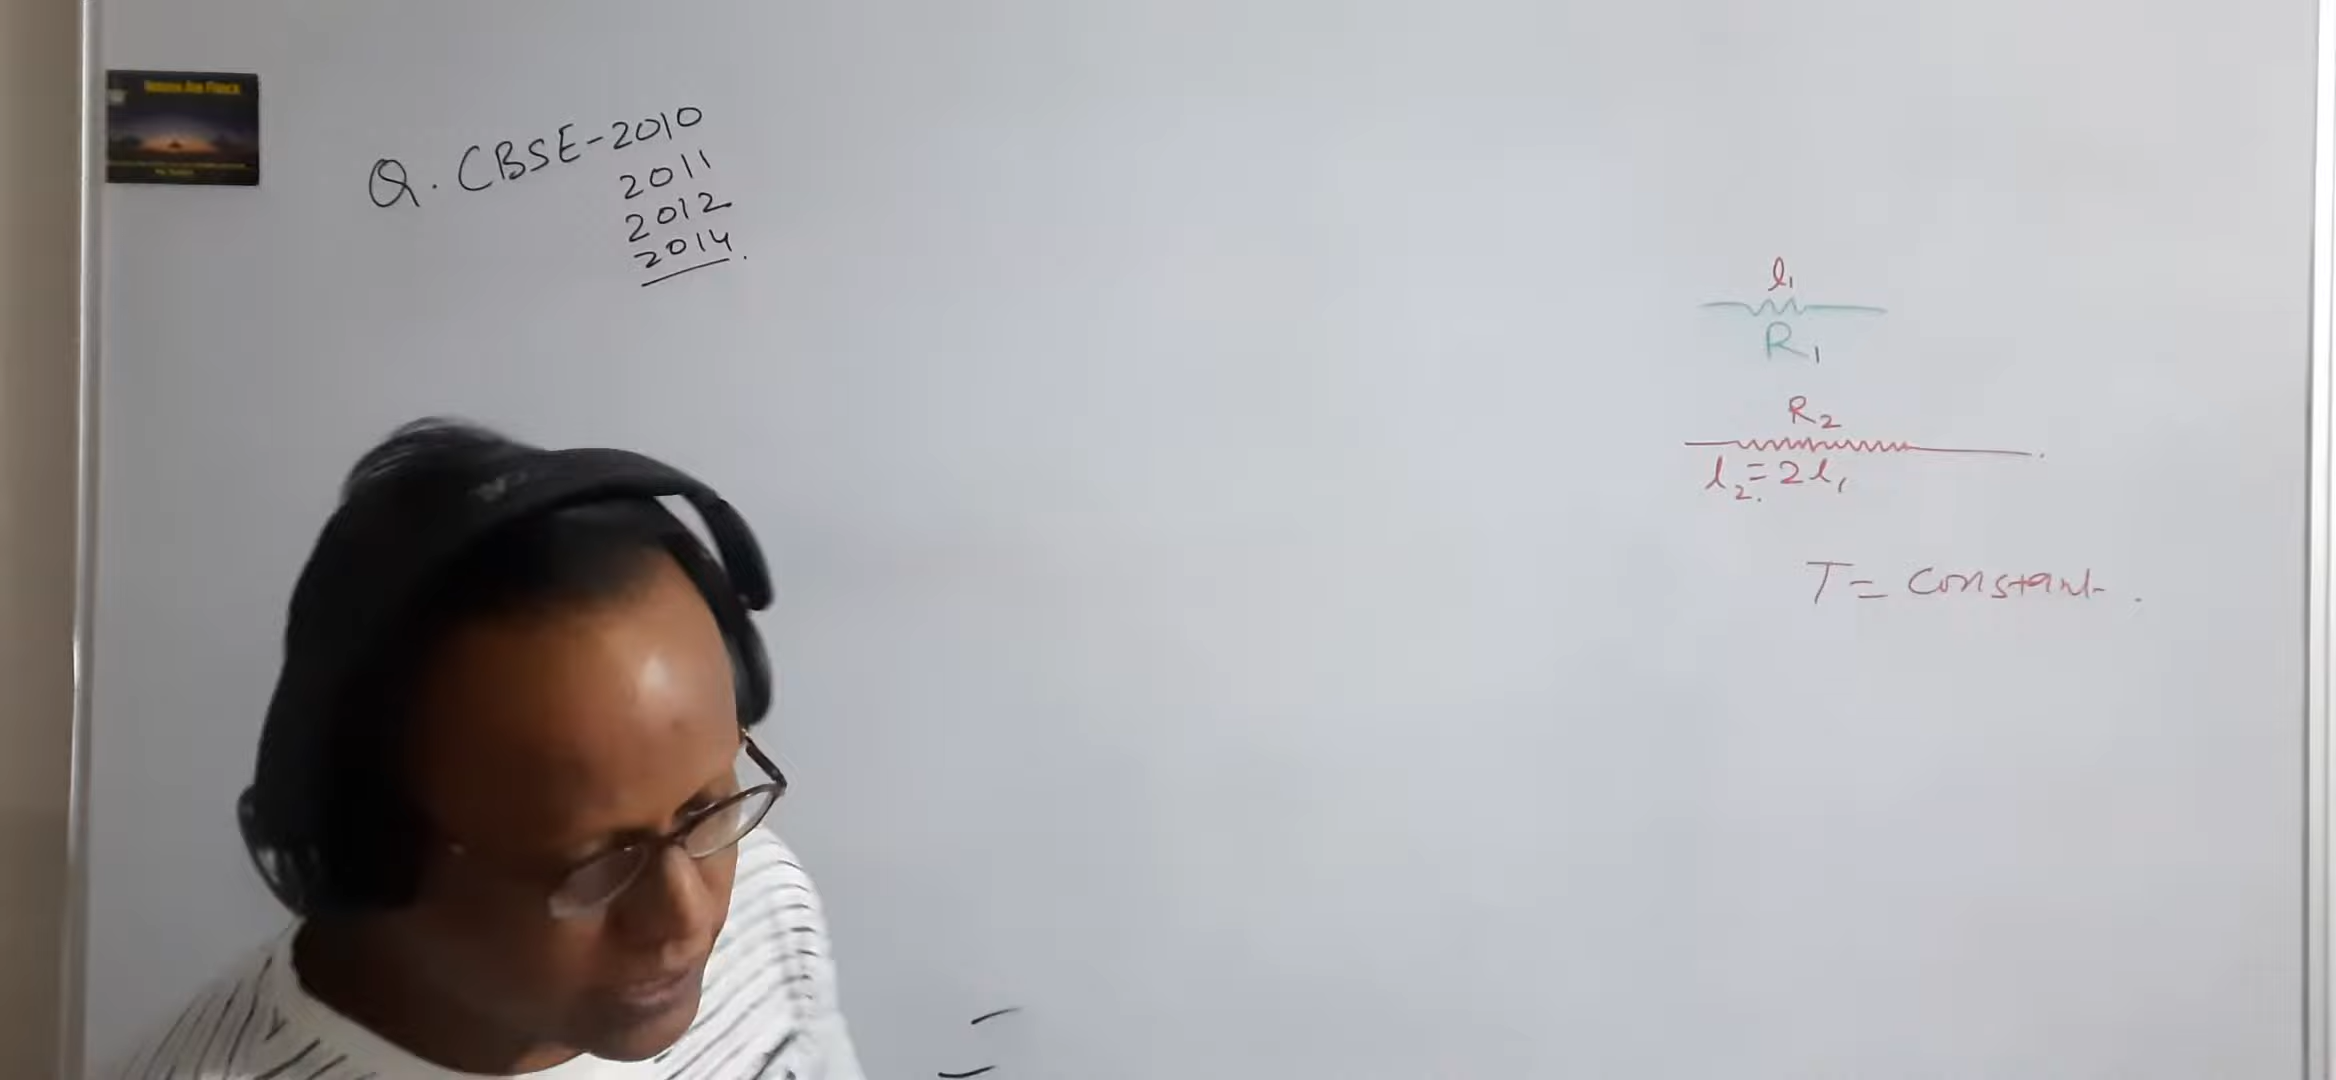 Q. CBSE-2010
2011
2012
2014.
l₁
R₁
R₂
l₂=2l₁
T = constant.